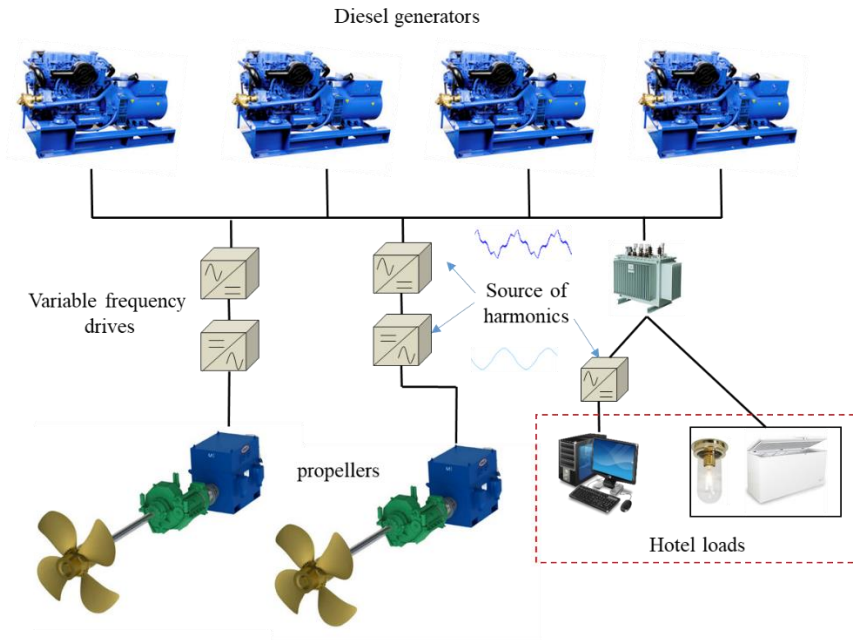 Diesel generators
Variable frequency
drives
Source of
harmonics
propellers
Hotel loads